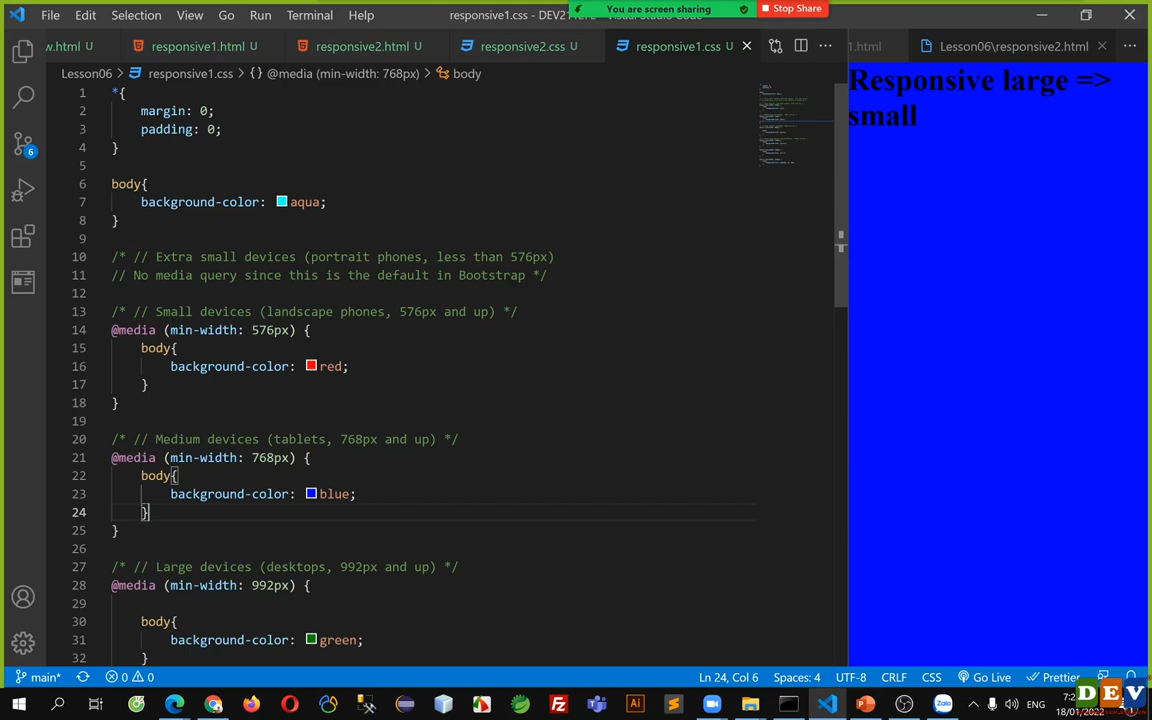 File Edit Selection View Go Run Terminal Help
responsive1.css - DEV
You are screen sharing
Stop Share
w.html U
responsive1.html U
responsive2.html U
responsive2.css U
responsive1.css U
1.html
Lesson06\responsive2.html
Lesson06 > responsive1.css > {} @media (min-width: 768px) > body
1 *{
2 margin: 0;
3 padding: 0;
4 }
5
6 body{
7 background-color: aqua;
8 }
9
10 /* // Extra small devices (portrait phones, less than 576px)
11 // No media query since this is the default in Bootstrap */
12
13 /* // Small devices (landscape phones, 576px and up) */
14 @media (min-width: 576px) {
15 body{
16 background-color: red;
17 }
18 }
19
20 /* // Medium devices (tablets, 768px and up) */
21 @media (min-width: 768px) {
22 body{
23 background-color: blue;
24 }
25 }
26
27 /* // Large devices (desktops, 992px and up) */
28 @media (min-width: 992px) {
29
30 body{
31 background-color: green;
32 }
Responsive large =>
small
6
main* 0 0
Ln 24, Col 6 Spaces: 4 UTF-8 CRLF CSS Go Live Prettier
ENG
18/01/2022
DEV